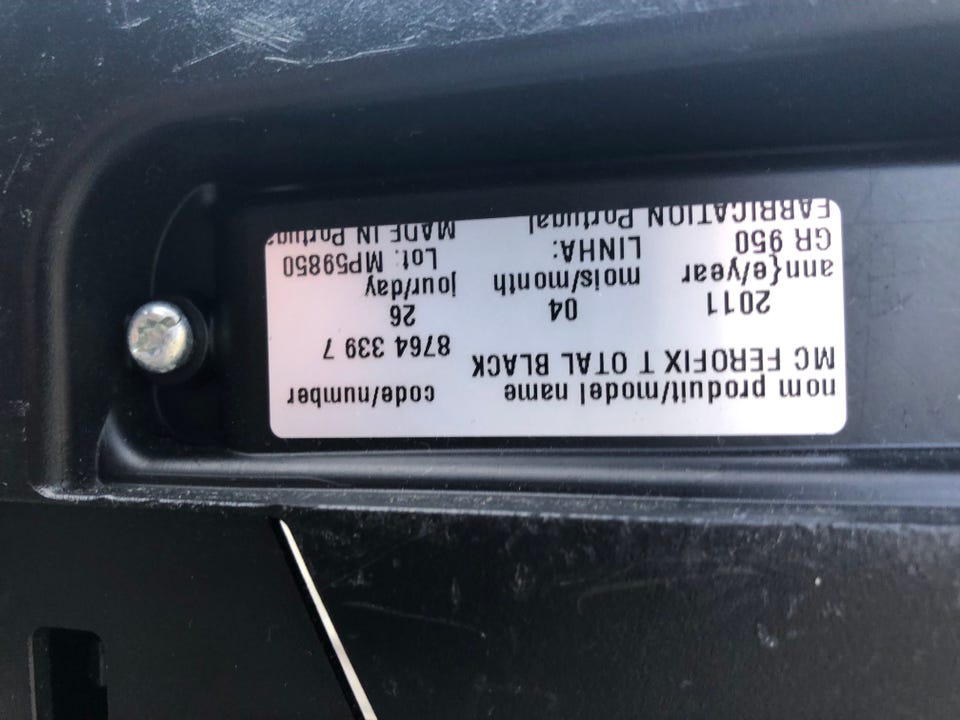 nom produit/model name code/number
MC FEROFIX T OTAL BLACK 8764 339 7
2011 04 26
ann{e/year mois/month jour/day
GR 950 LINHA: Lot: MP59850
FABRICATION Portugal MADE IN Portuga